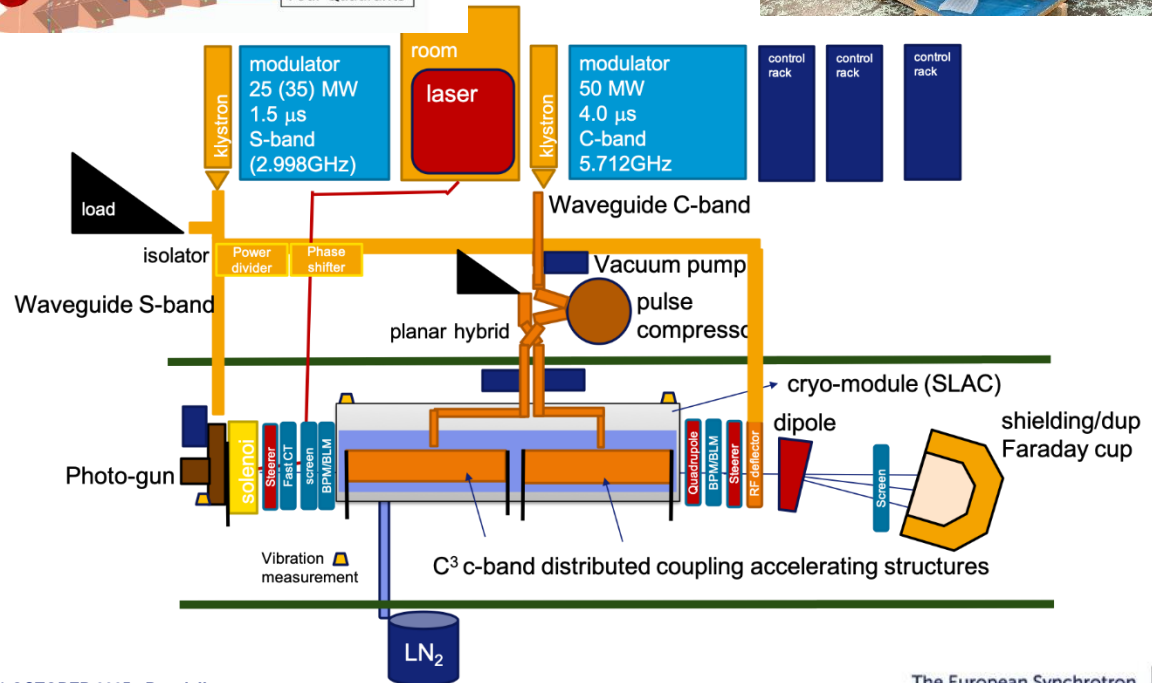 room
laser
klystron
modulator
25 (35) MW
1.5 μs
S-band
(2.998GHz)
klystron
modulator
50 MW
4.0 μs
C-band
5.712GHz
control
rack
control
rack
control
rack
load
isolator
Power
divider
Phase
shifter
Waveguide C-band
Vacuum pump
Waveguide S-band
planar hybrid
pulse
compresso
cryo-module (SLAC)
dipole
shielding/dup
Faraday cup
Photo-gun
solenoi
Steerer
Fast CT
screen
BPM/BLM
Quadrupole
BPM/BLM
Steerer
RF deflector
Screen
Vibration
measurement
C³ c-band distributed coupling accelerating structures
LN₂
The European Synchrotron